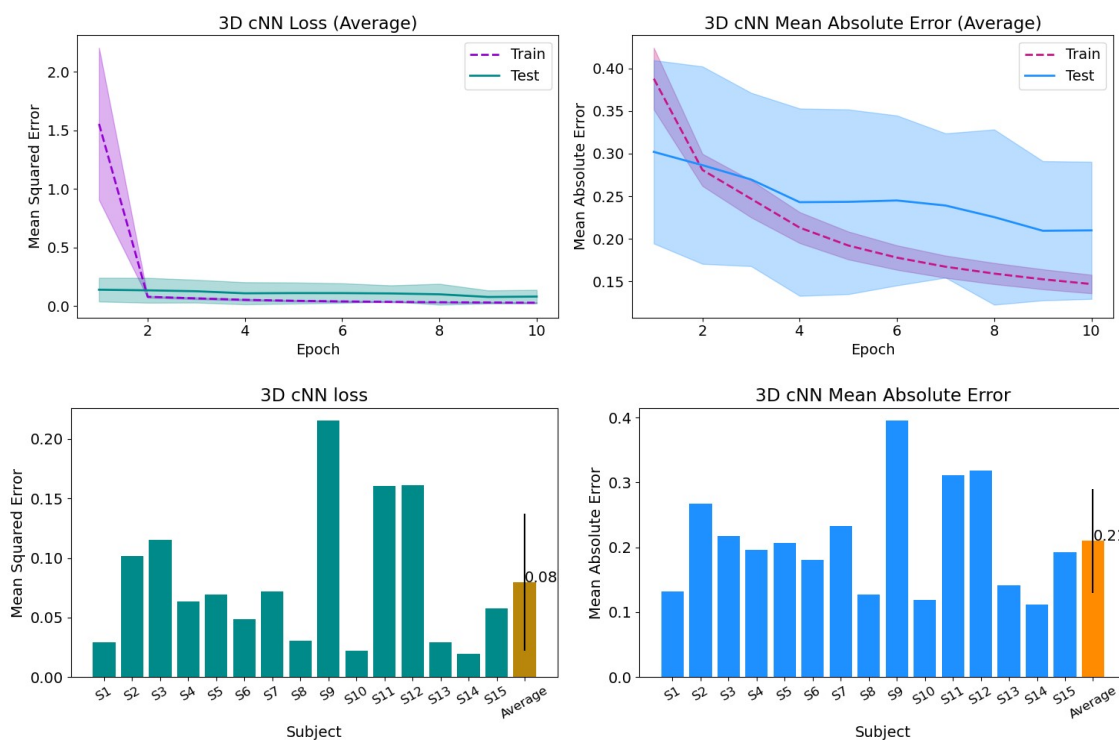 3D cNN Loss (Average)
Mean Squared Error
2.0
1.5
1.0
0.5
0.0
Train
Test
2
4
6
8
10
Epoch
3D cNN Mean Absolute Error (Average)
Mean Absolute Error
0.40
0.35
0.30
0.25
0.20
0.15
Train
Test
2
4
6
8
10
Epoch
3D cNN loss
Mean Squared Error
0.20
0.15
0.10
0.05
0.00
0.08
S1
S2
S3
S4
S5
S6
S7
S8
S9
S10
S11
S12
S13
S14
S15
Average
Subject
3D cNN Mean Absolute Error
Mean Absolute Error
0.4
0.3
0.2
0.1
0.0
S1
S2
S3
S4
S5
S6
S7
S8
S9
S10
S11
S12
S13
S14
S15
Average
Subject